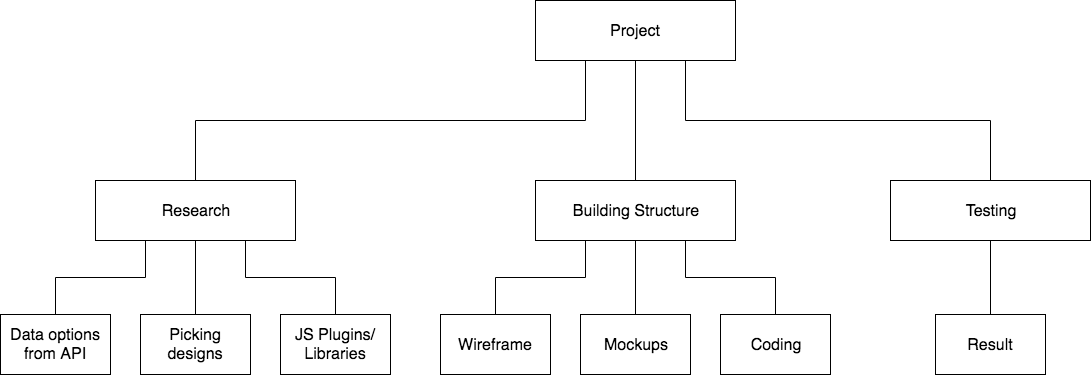 Project
Research
Building Structure
Testing
Data options
from API
Picking
designs
JS Plugins/
Libraries
Wireframe
Mockups
Coding
Result